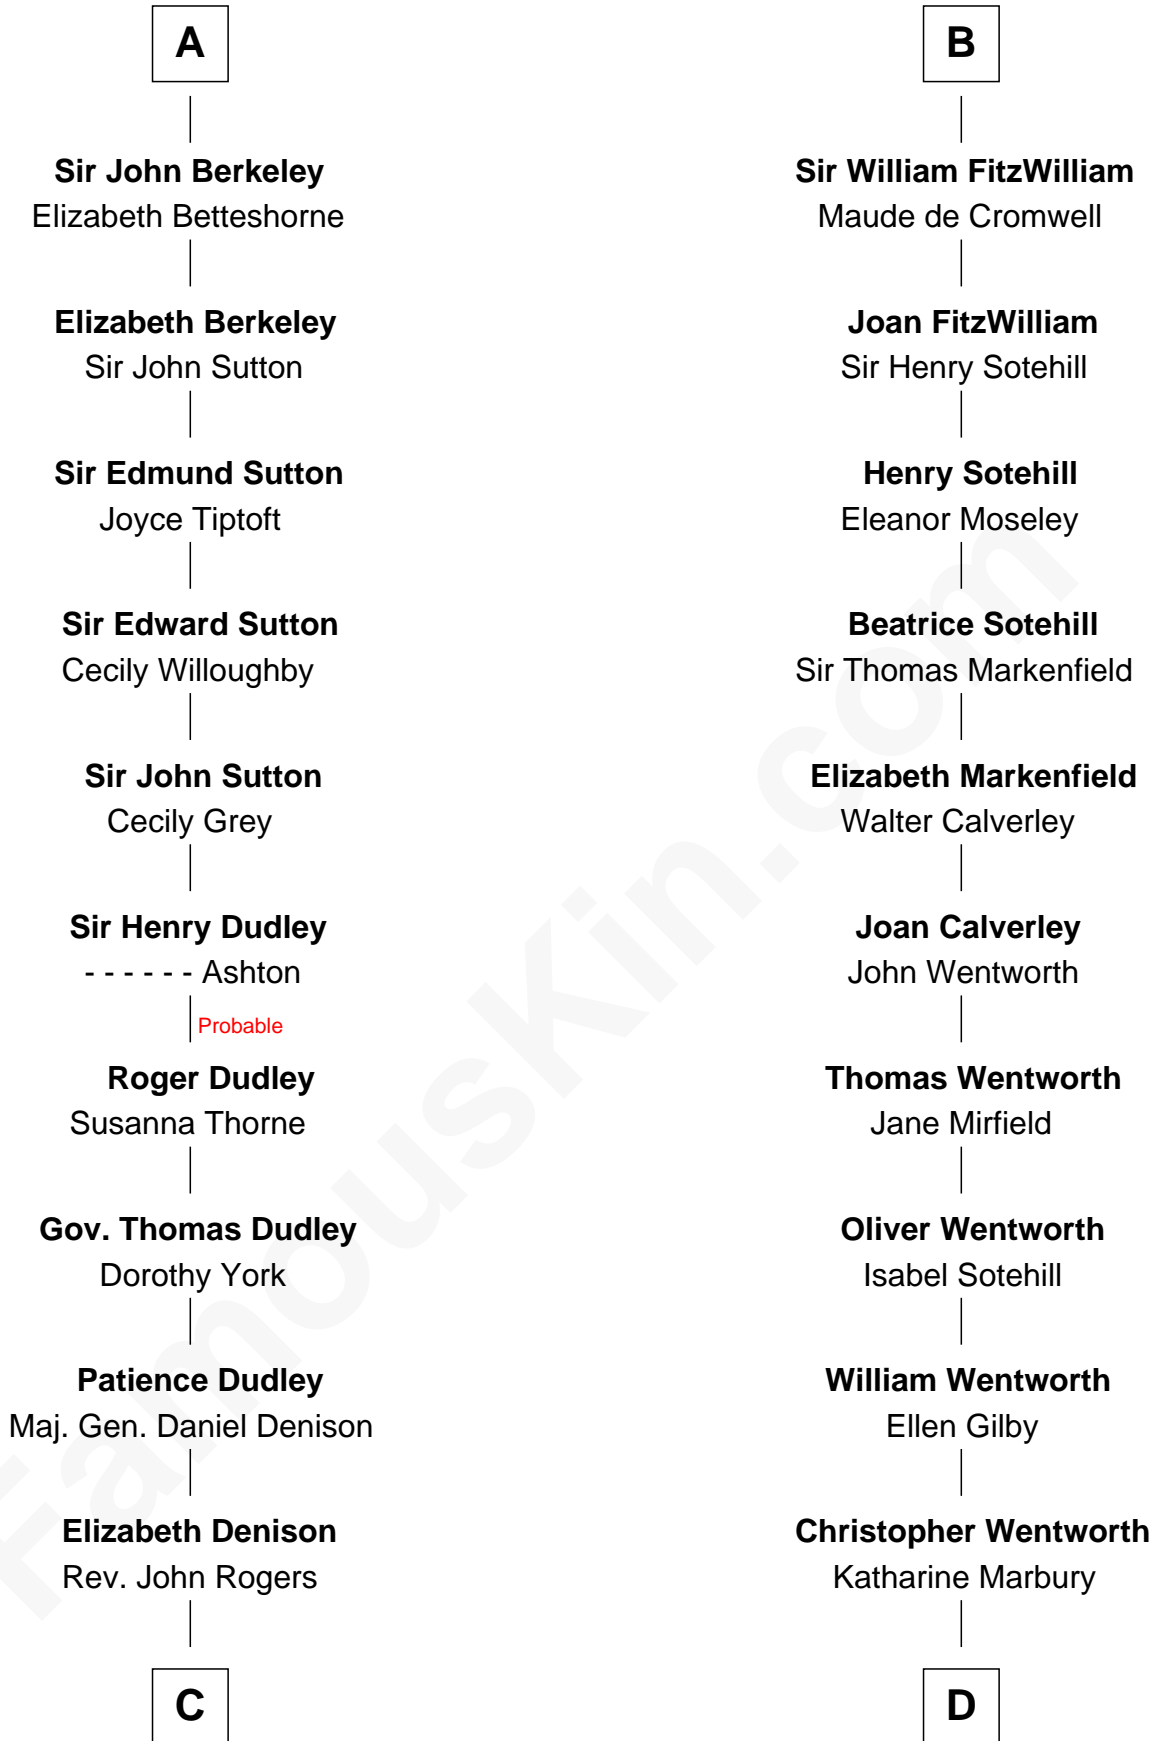 A
Sir John Berkeley
Elizabeth Betteshorne
Elizabeth Berkeley
Sir John Sutton
Sir Edmund Sutton
Joyce Tiptoft
Sir Edward Sutton
Cecily Willoughby
Sir John Sutton
Cecily Grey
Sir Henry Dudley
- - - - - - Ashton
Probable
Roger Dudley
Susanna Thorne
Gov. Thomas Dudley
Dorothy York
Patience Dudley
Maj. Gen. Daniel Denison
Elizabeth Denison
Rev. John Rogers
C
B
Sir William FitzWilliam
Maude de Cromwell
Joan FitzWilliam
Sir Henry Sotehill
Henry Sotehill
Eleanor Moseley
Beatrice Sotehill
Sir Thomas Markenfield
Elizabeth Markenfield
Walter Calverley
Joan Calverley
John Wentworth
Thomas Wentworth
Jane Mirfield
Oliver Wentworth
Isabel Sotehill
William Wentworth
Ellen Gilby
Christopher Wentworth
Katharine Marbury
D
FamousKin.com